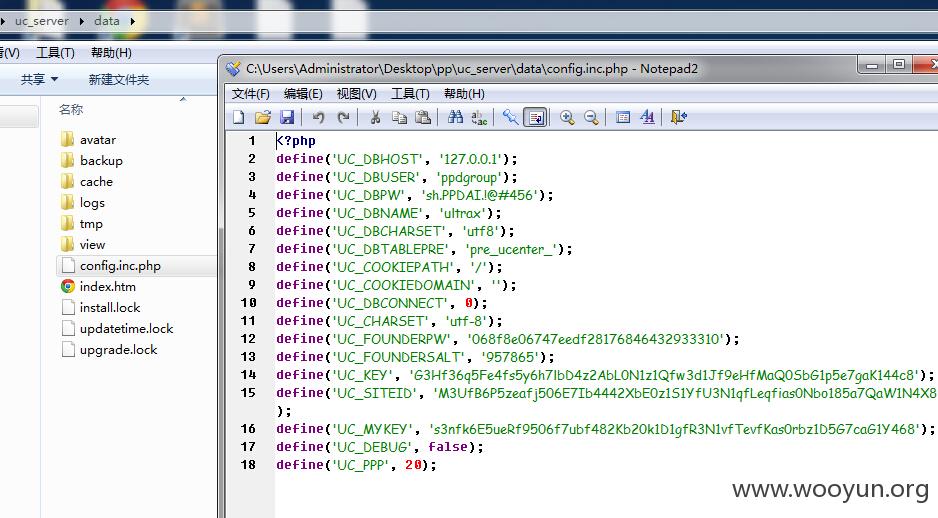 uc_server ▸ data ▸
看(V) 工具(T) 帮助(H)
共享 新建文件夹
名称
avatar
backup
cache
logs
tmp
view
config.inc.php
index.htm
install.lock
updatetime.lock
upgrade.lock
C:\Users\Administrator\Desktop\pp\uc_server\data\config.inc.php - Notepad2
文件(F) 编辑(E) 视图(V) 工具(T) 帮助(H)
1 <?php
2 define('UC_DBHOST', '127.0.0.1');
3 define('UC_DBUSER', 'ppdgroup');
4 define('UC_DBPW', 'sh.PPDAI.!@#456');
5 define('UC_DBNAME', 'ultrax');
6 define('UC_DBCHARSET', 'utf8');
7 define('UC_DBTABLEPRE', 'pre_ucenter_');
8 define('UC_COOKIEPATH', '/');
9 define('UC_COOKIEDOMAIN', '');
10 define('UC_DBCONNECT', 0);
11 define('UC_CHARSET', 'utf-8');
12 define('UC_FOUNDERPW', '068f8e06747eedf28176846432933310');
13 define('UC_FOUNDERSALT', '957865');
14 define('UC_KEY', 'G3Hf36q5Fe4fs5y6h7IbD4z2AbL0N1z1Qfw3d1Jf9eHfMaQ0SbG1p5e7gaK144c8');
15 define('UC_SITEID', 'M3UfB6P5zeafj506E7Ib4442XbE0z1S1YfU3N1qfLeqfias0Nbo185a7QaW1N4X8
);
16 define('UC_MYKEY', 's3nfk6E5ueRf9506f7ubf482Kb20k1D1gfR3N1vfTevfKas0rbz1D5G7caG1Y468');
17 define('UC_DEBUG', false);
18 define('UC_PPP', 20);
www.wooyun.org